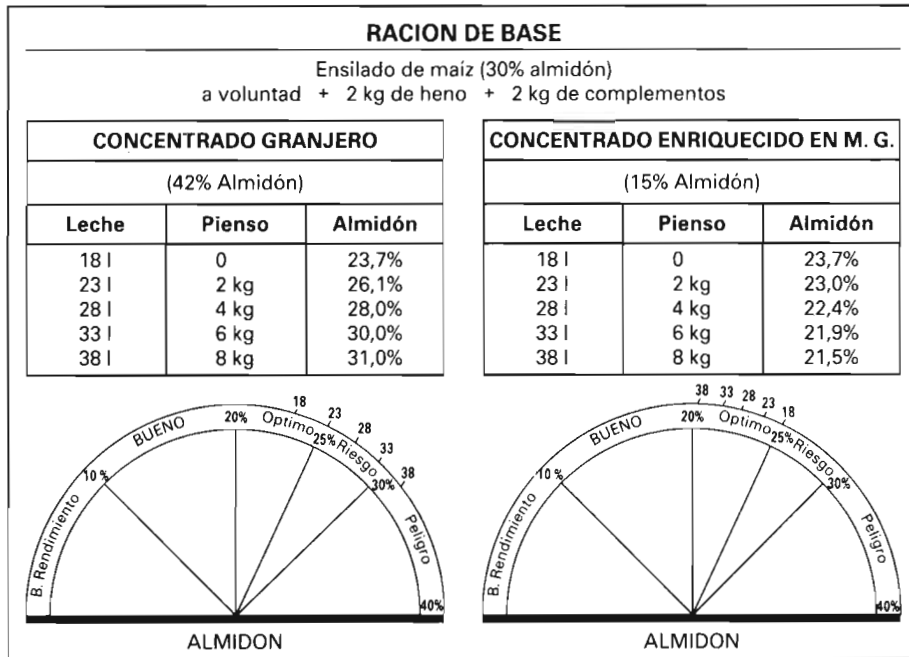 RACION DE BASE
Ensilado de maíz (30% almidón)
a voluntad + 2 kg de heno + 2 kg de complementos
CONCENTRADO GRANJERO
(42% Almidón)
Leche Pienso Almidón
18 l 0 23,7%
23 l 2 kg 26,1%
28 l 4 kg 28,0%
33 l 6 kg 30,0%
38 l 8 kg 31,0%
CONCENTRADO ENRIQUECIDO EN M. G.
(15% Almidón)
Leche Pienso Almidón
18 l 0 23,7%
23 l 2 kg 23,0%
28 l 4 kg 22,4%
33 l 6 kg 21,9%
38 l 8 kg 21,5%
B. Rendimiento
10 %
BUENO
20%
Optimo
25%
Riesgo
30%
Peligro
40%
18
23
28
33
38
ALMIDON
B. Rendimiento
10 %
BUENO
20%
Optimo
25%
Riesgo
30%
Peligro
40%
38
33
28
23
18
ALMIDON